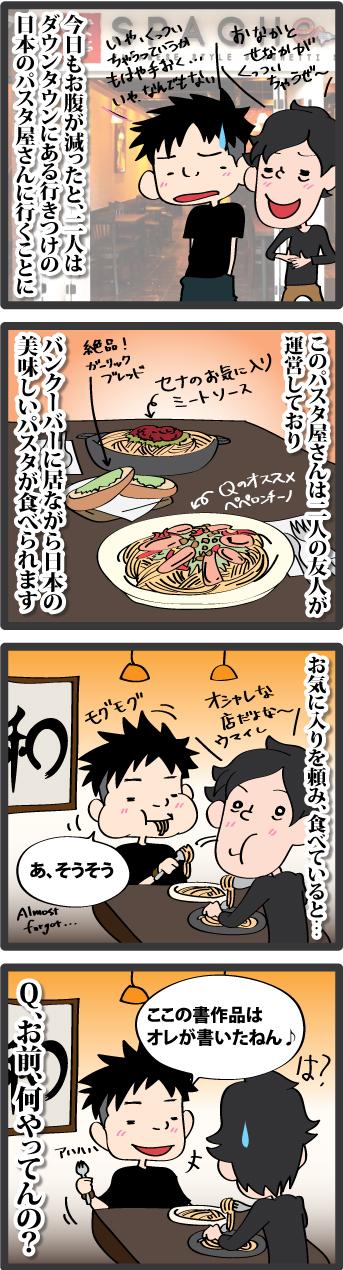 SPAQUE
STYLE SPAGHETTI
おなかと
せなかが
くっつい
ちゃうぜ~
いや、くっつい
ちゃうっていうか
もはや手おく…
いや、なんでもない
今日もお腹が減ったと、二人は
ダウンタウンにある行きつけの
日本のパスタ屋さんに行くことに
このパスタ屋さんは二人の友人が
運営しており
セナのお気に入り
ミートソース
絶品!
ガーリック
ブレッド
Qのオススメ
ペペロンチーノ
バンクーバーに居ながら日本の
美味しいパスタが食べられます
お気に入りを頼み、食べていると…
オシャレな
店だよな~
ウマイし
モグモグ
和
あ、そうそう
Almost
forgot...
ここの書作品は
オレが書いたねん♪
は?
アハハハ
Q、お前、何やってんの?